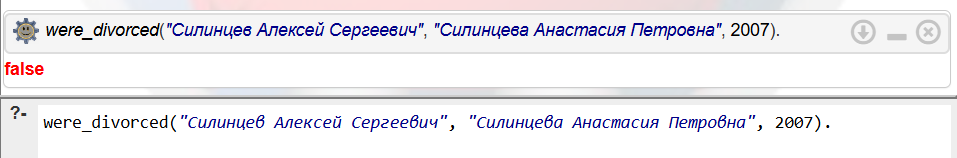 were_divorced("Силинцев Алексей Сергеевич", "Силинцева Анастасия Петровна", 2007).
false
?- were_divorced("Силинцев Алексей Сергеевич", "Силинцева Анастасия Петровна", 2007).